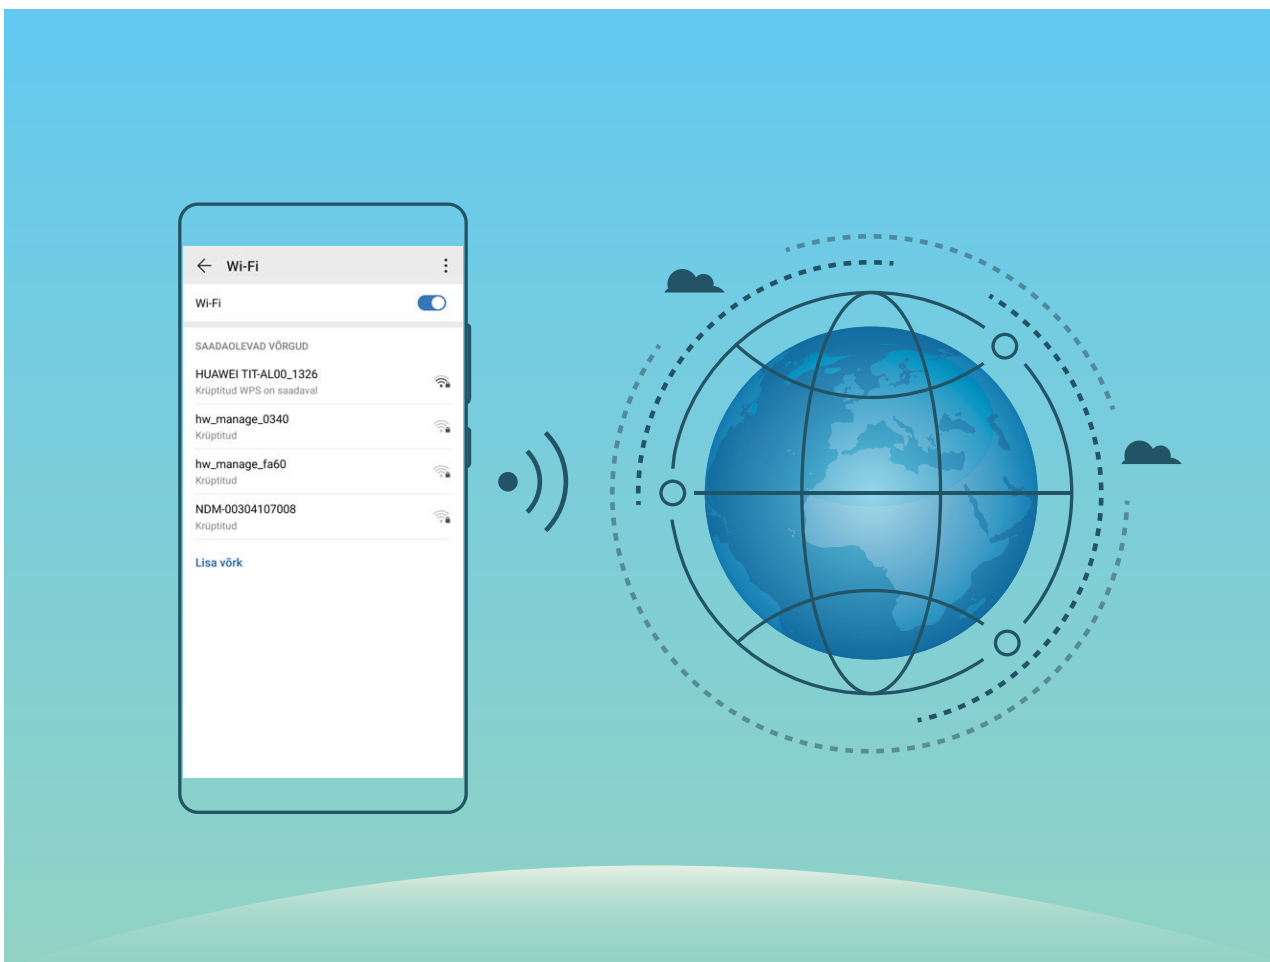 Wi-Fi
Wi-Fi
SAADAOLEVAD VÕRGUD
HUAWEI TIT-AL00_1326
Krüptitud WPS on saadaval
hw_manage_0340
Krüptitud
hw_manage_fa60
Krüptitud
NDM-00304107008
Krüptitud
Lisa võrk